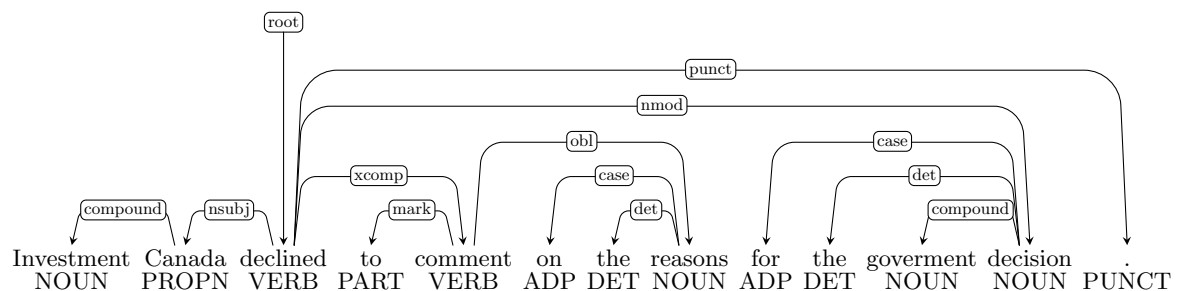 root
punct
nmod
obl case
xcomp case det
compound nsubj mark det compound
Investment Canada declined to comment on the reasons for the goverment decision .
NOUN PROPN VERB PART VERB ADP DET NOUN ADP DET NOUN NOUN PUNCT